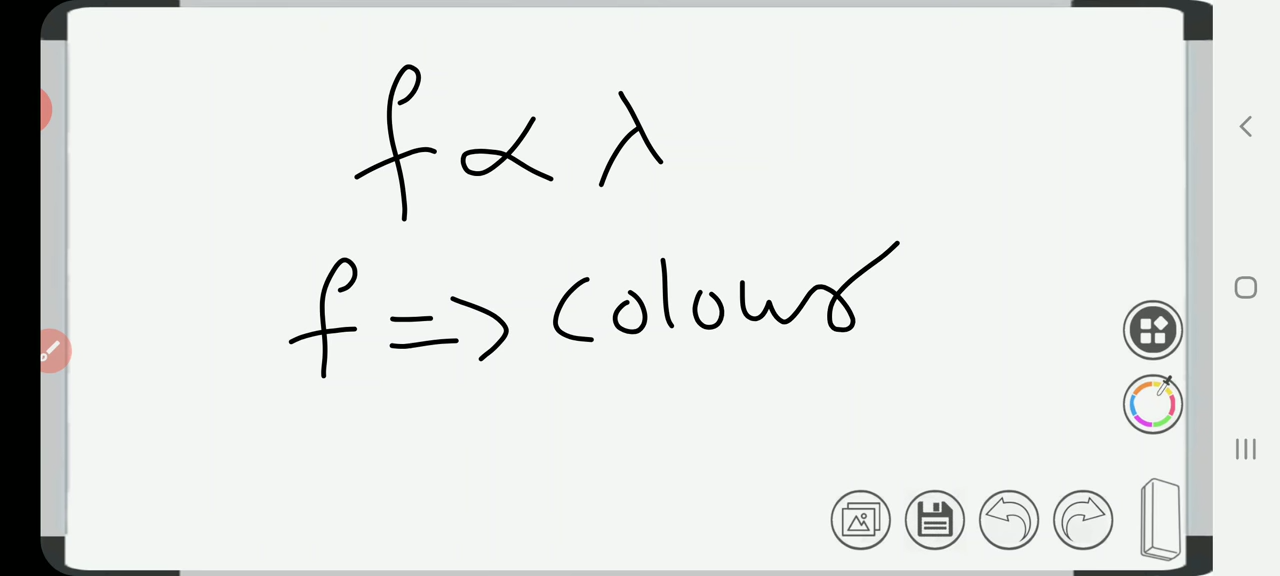 f ∝ λ
f => colour